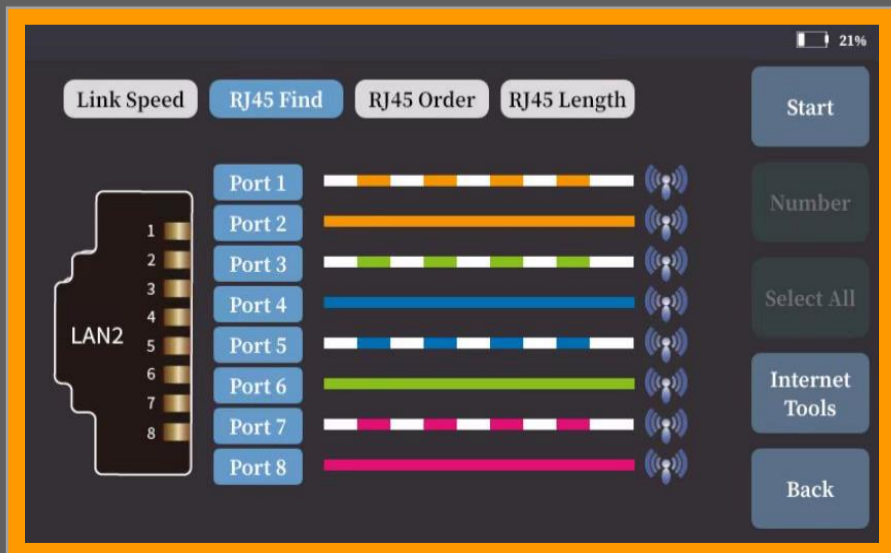 21%
Link Speed
RJ45 Find
RJ45 Order
RJ45 Length
Start
Number
Select All
Internet
Tools
Back
LAN2
1
2
3
4
5
6
7
8
Port 1
Port 2
Port 3
Port 4
Port 5
Port 6
Port 7
Port 8